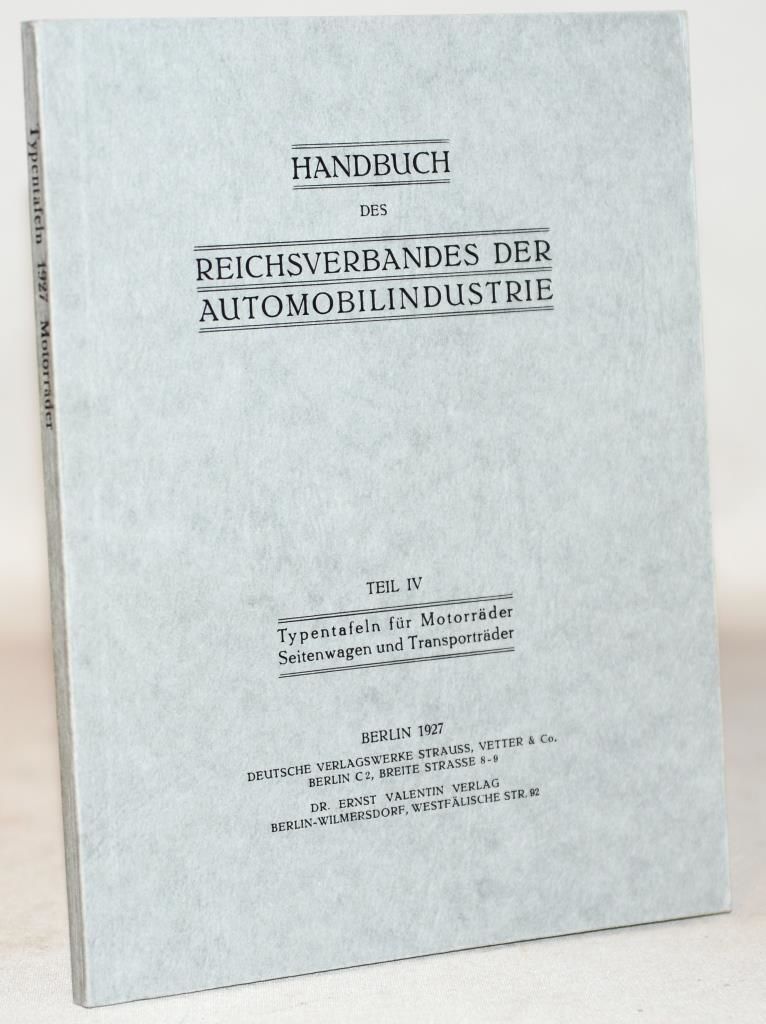 Typentafeln 1927 Motorräder
HANDBUCH
DES
REICHSVERBANDES DER
AUTOMOBILINDUSTRIE
TEIL IV
Typentafeln für Motorräder
Seitenwagen und Transporträder
BERLIN 1927
DEUTSCHE VERLAGSWERKE STRAUSS, VETTER & Co.
BERLIN C2, BREITE STRASSE 8-9
DR. ERNST VALENTIN VERLAG
BERLIN-WILMERSDORF, WESTFÄLISCHE STR. 92